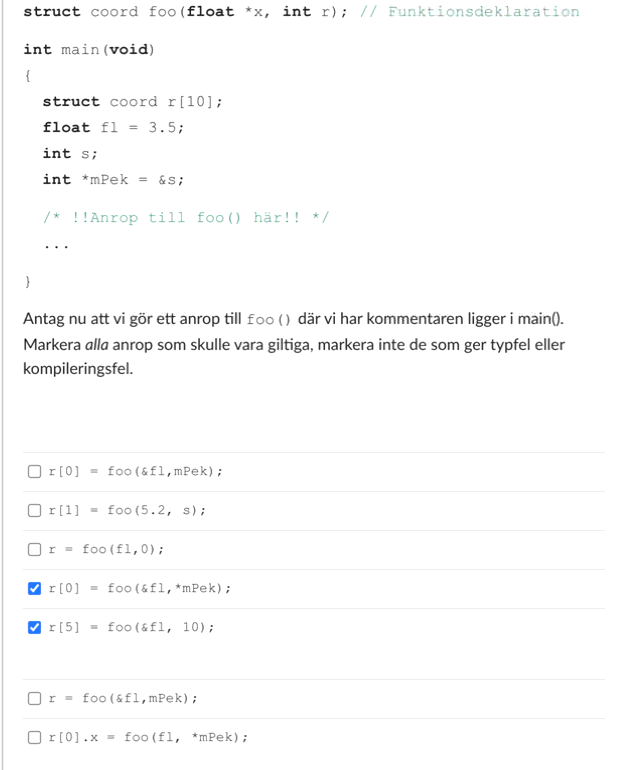 struct coord foo(float *x, int r); // Funktionsdeklaration
int main(void)
{
struct coord r[10];
float fl = 3.5;
int s;
int *mPek = &s;
/* !!Anrop till foo() här!! */
...
}
Antag nu att vi gör ett anrop till foo() där vi har kommentaren ligger i main().
Markera alla anrop som skulle vara giltiga, markera inte de som ger typfel eller
kompileringsfel.
r[0] = foo(&fl,mPek);
r[1] = foo(5.2, s);
r = foo(fl,0);
r[0] = foo(&fl,*mPek);
r[5] = foo(&fl, 10);
r = foo(&fl,mPek);
r[0].x = foo(fl, *mPek);